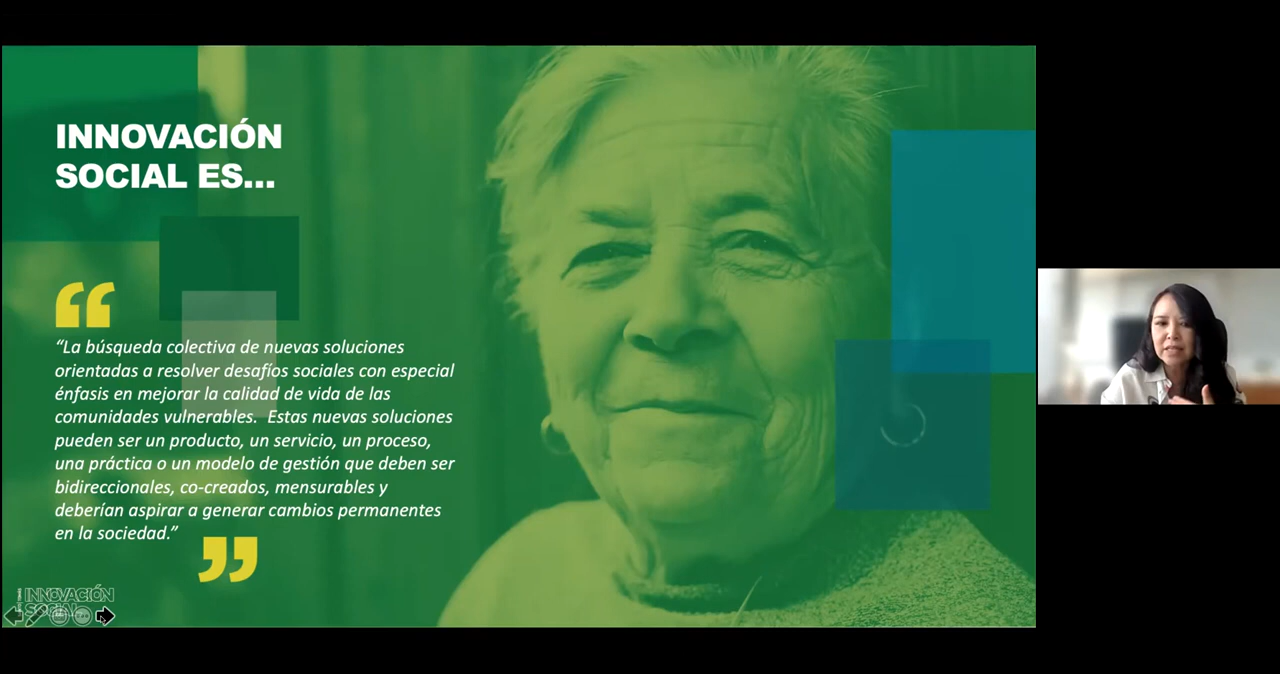 INNOVACIÓN
SOCIAL ES...
“La búsqueda colectiva de nuevas soluciones
orientadas a resolver desafíos sociales con especial
énfasis en mejorar la calidad de vida de las
comunidades vulnerables. Estas nuevas soluciones
pueden ser un producto, un servicio, un proceso,
una práctica o un modelo de gestión que deben ser
bidireccionales, co-creados, mensurables y
deberían aspirar a generar cambios permanentes
en la sociedad.”
INNOVACIÓN
SOCIAL